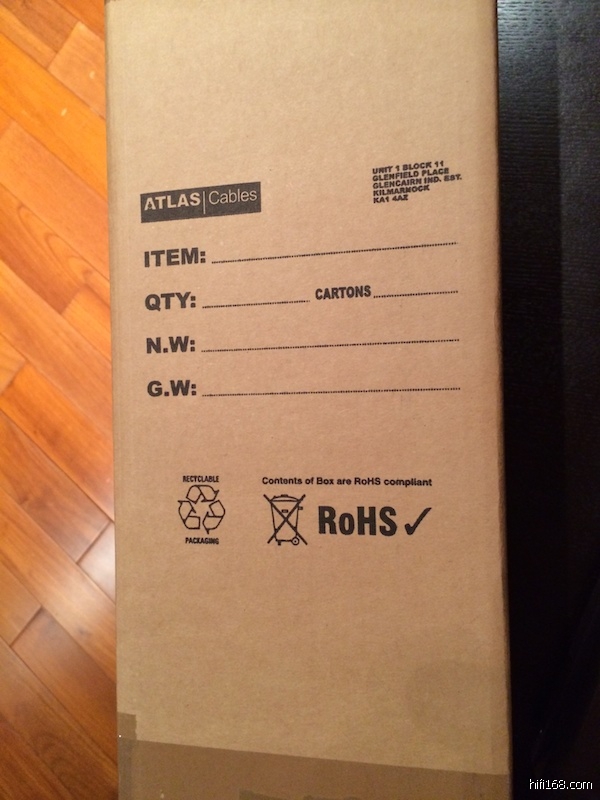 UNIT 1 BLOCK 11
GLENFIELD PLACE
GLENCAIRN IND. EST.
KILMARNOCK
KA1 4AZ
ATLAS|Cables
ITEM:
QTY: CARTONS
N.W:
G.W:
RECYCLABLE
PACKAGING
Contents of Box are RoHS compliant
RoHS✓
hifi168.com